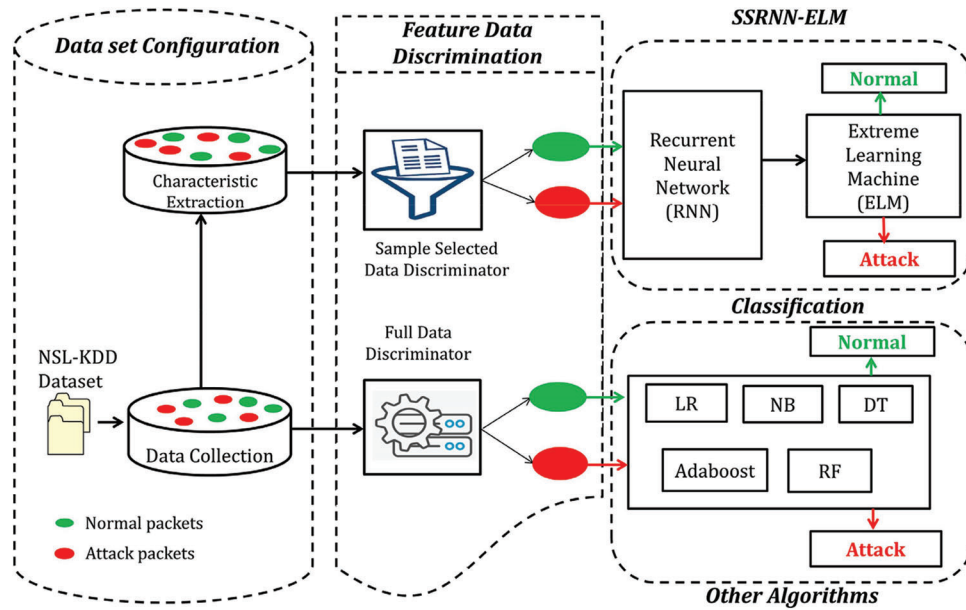 Data set Configuration
Characteristic
Extraction
NSL-KDD
Dataset
Data Collection
Normal packets
Attack packets
Feature Data
Discrimination
Sample Selected
Data Discriminator
Full Data
Discriminator
SSRNN-ELM
Recurrent
Neural
Network
(RNN)
Normal
Extreme
Learning
Machine
(ELM)
Attack
Classification
Normal
LR
NB
DT
Adaboost
RF
Attack
Other Algorithms